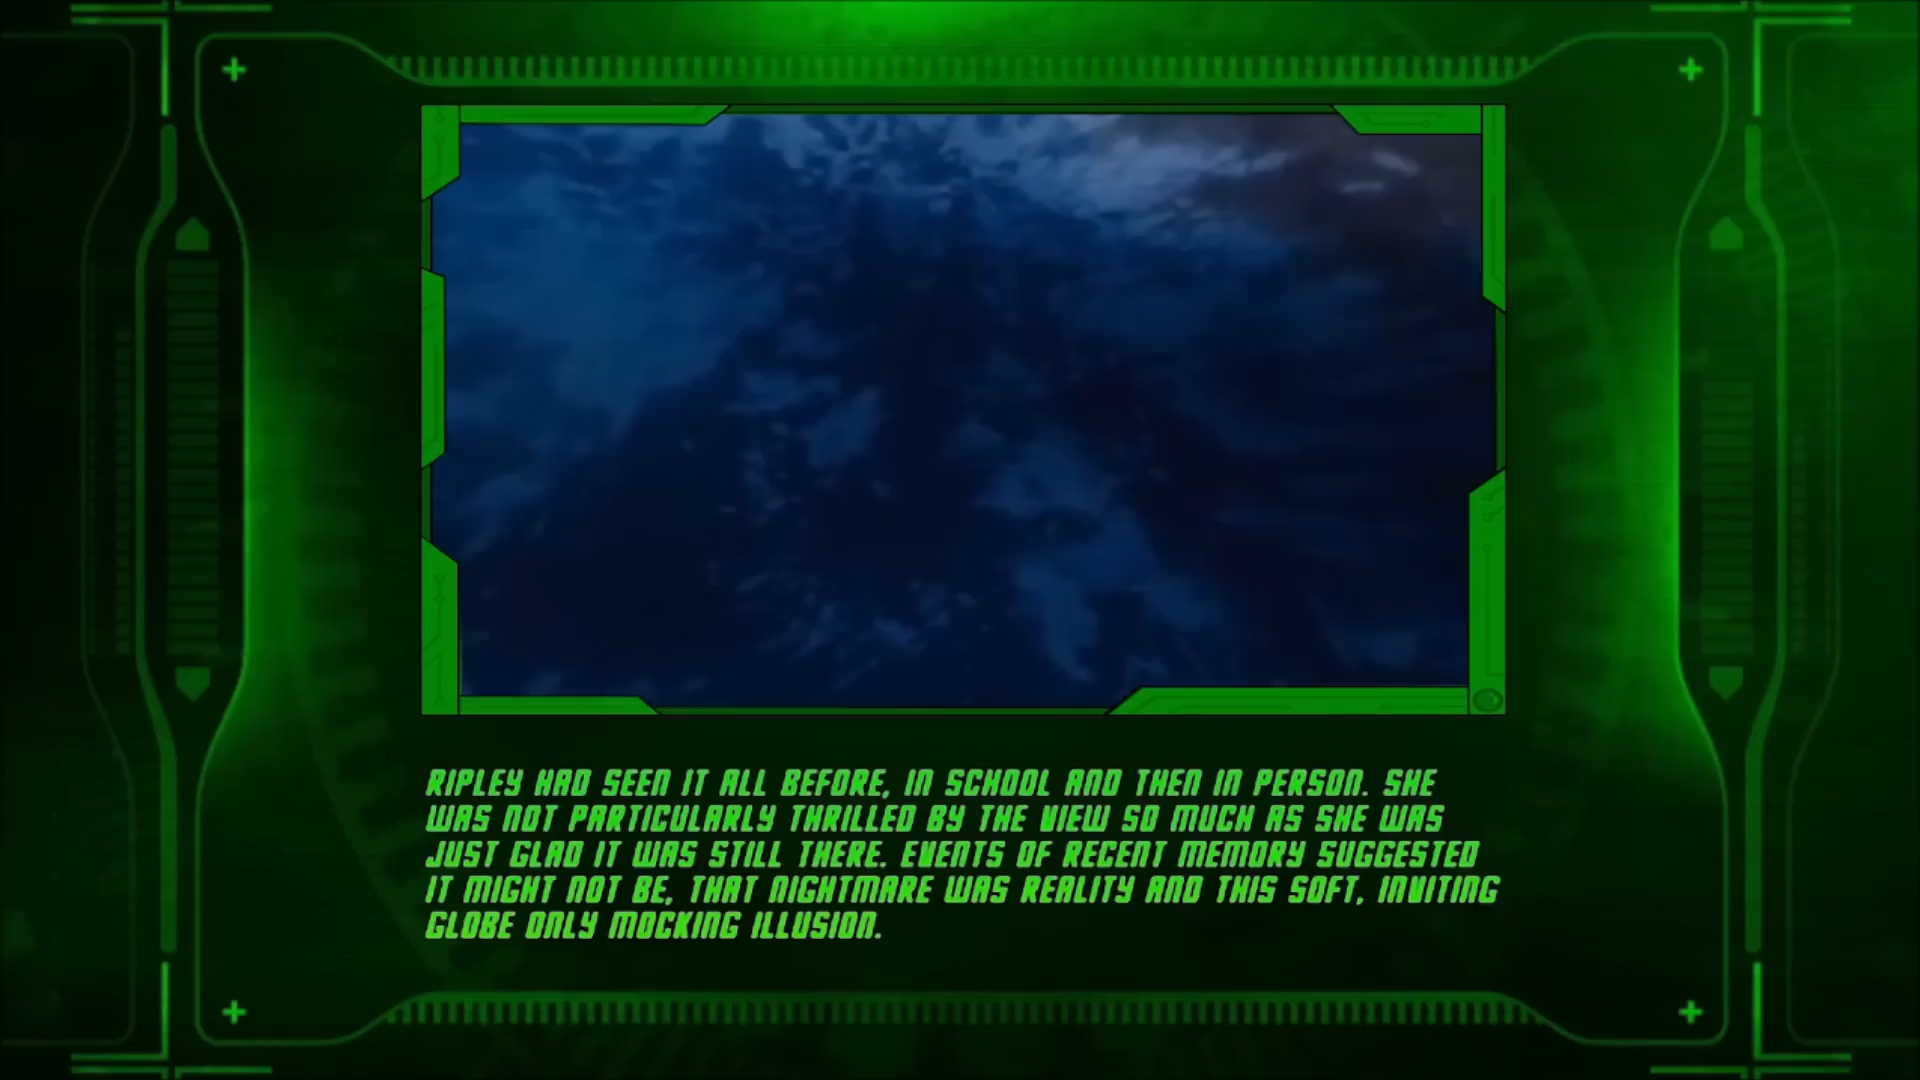 RIPLEY HAD SEEN IT ALL BEFORE, IN SCHOOL AND THEN IN PERSON. SHE
WAS NOT PARTICULARLY THRILLED BY THE VIEW SO MUCH AS SHE WAS
JUST GLAD IT WAS STILL THERE. EVENTS OF RECENT MEMORY SUGGESTED
IT MIGHT NOT BE, THAT NIGHTMARE WAS REALITY AND THIS SOFT, INVITING
GLOBE ONLY MOCKING ILLUSION.